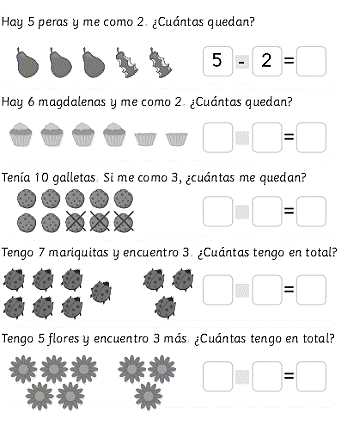 Hay 5 peras y me como 2. ¿Cuántas quedan?
5 - 2 =
Hay 6 magdalenas y me como 2. ¿Cuántas quedan?
=
Tenía 10 galletas. Si me como 3, ¿cuántas me quedan?
=
Tengo 7 mariquitas y encuentro 3. ¿Cuántas tengo en total?
=
Tengo 5 flores y encuentro 3 más. ¿Cuántas tengo en total?
=